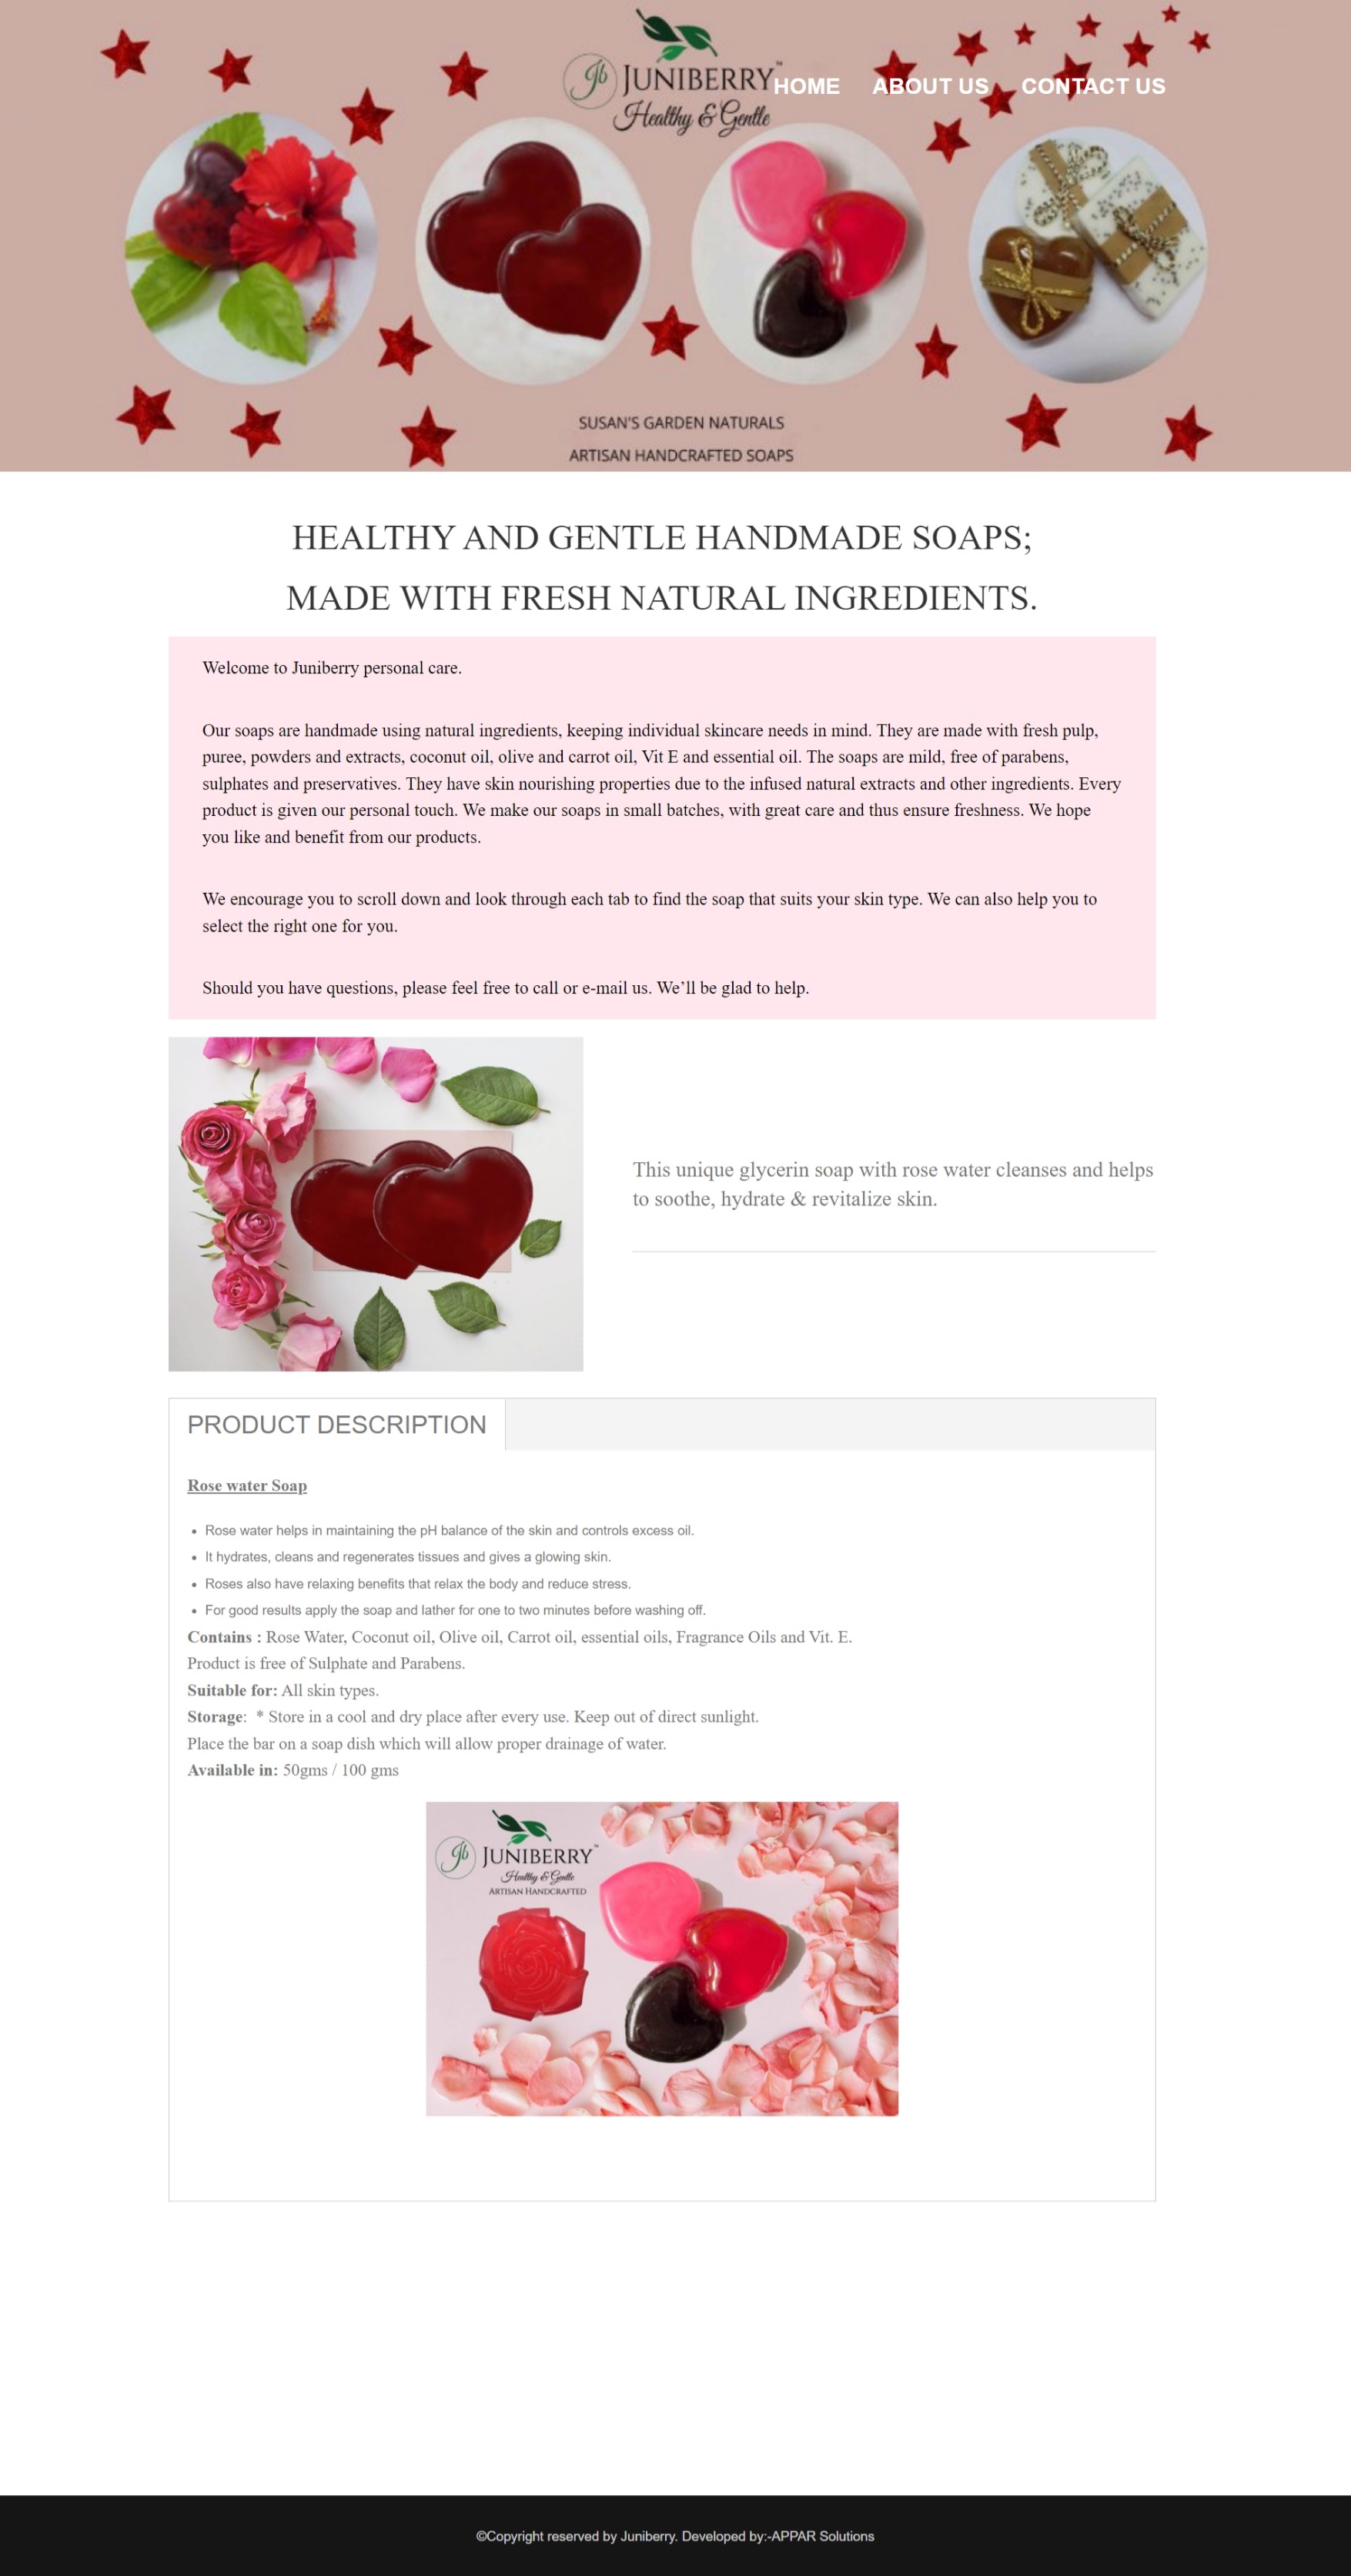 Jb JUNIBERRY™
Healthy & Gentle
HOME ABOUT US CONTACT US
SUSAN'S GARDEN NATURALS
ARTISAN HANDCRAFTED SOAPS
HEALTHY AND GENTLE HANDMADE SOAPS;
MADE WITH FRESH NATURAL INGREDIENTS.
Welcome to Juniberry personal care.
Our soaps are handmade using natural ingredients, keeping individual skincare needs in mind. They are made with fresh pulp,
puree, powders and extracts, coconut oil, olive and carrot oil, Vit E and essential oil. The soaps are mild, free of parabens,
sulphates and preservatives. They have skin nourishing properties due to the infused natural extracts and other ingredients. Every
product is given our personal touch. We make our soaps in small batches, with great care and thus ensure freshness. We hope
you like and benefit from our products.
We encourage you to scroll down and look through each tab to find the soap that suits your skin type. We can also help you to
select the right one for you.
Should you have questions, please feel free to call or e-mail us. We’ll be glad to help.
This unique glycerin soap with rose water cleanses and helps
to soothe, hydrate & revitalize skin.
PRODUCT DESCRIPTION
Rose water Soap
• Rose water helps in maintaining the pH balance of the skin and controls excess oil.
• It hydrates, cleans and regenerates tissues and gives a glowing skin.
• Roses also have relaxing benefits that relax the body and reduce stress.
• For good results apply the soap and lather for one to two minutes before washing off.
Contains : Rose Water, Coconut oil, Olive oil, Carrot oil, essential oils, Fragrance Oils and Vit. E.
Product is free of Sulphate and Parabens.
Suitable for: All skin types.
Storage:  * Store in a cool and dry place after every use. Keep out of direct sunlight.
Place the bar on a soap dish which will allow proper drainage of water.
Available in: 50gms / 100 gms
Jb JUNIBERRY™
Healthy & Gentle
ARTISAN HANDCRAFTED
©Copyright reserved by Juniberry. Developed by:-APPAR Solutions